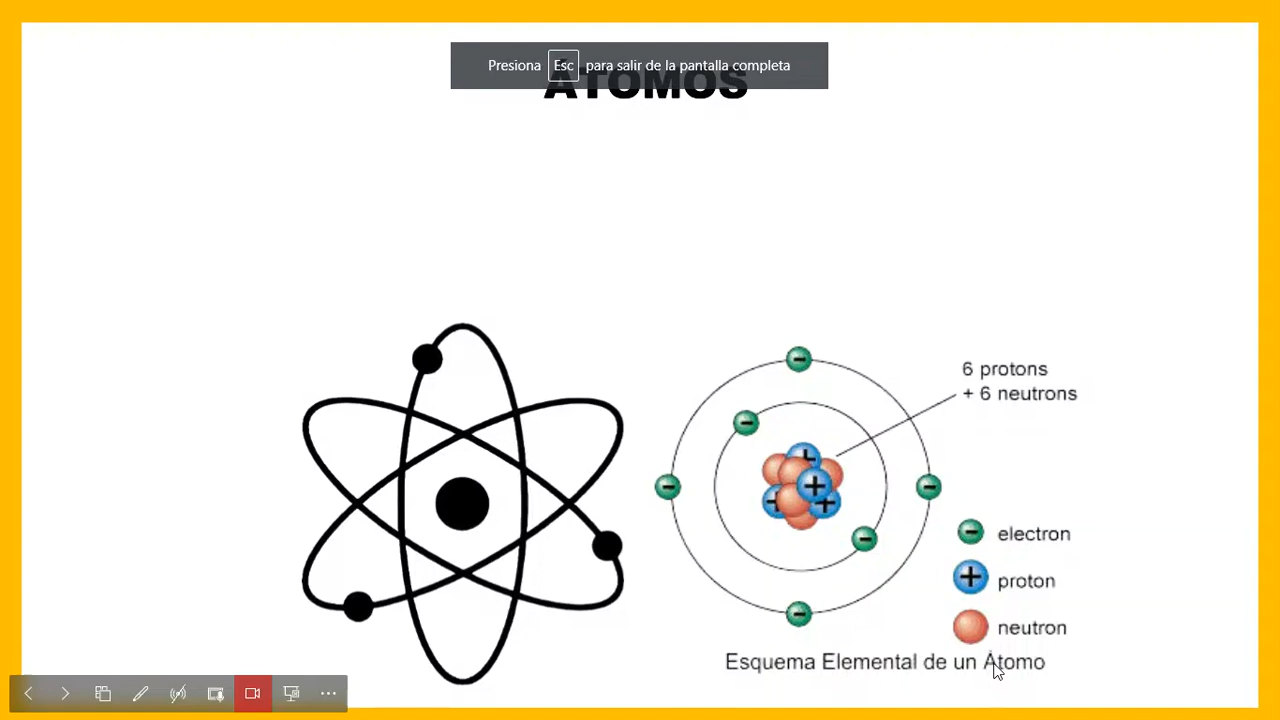 Presiona Esc para salir de la pantalla completa
ÁTOMOS
6 protons
+ 6 neutrons
electron
proton
neutron
Esquema Elemental de un Átomo